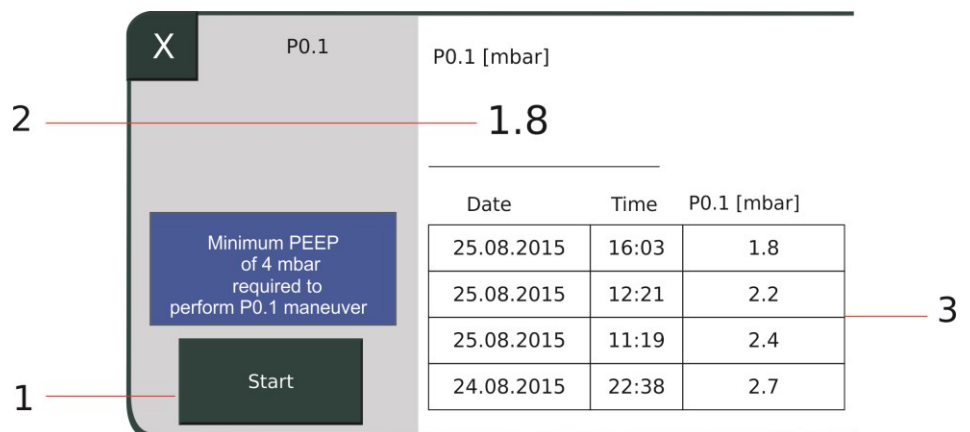 X
P0.1
P0.1 [mbar]
2
1.8
Date Time P0.1 [mbar]
25.08.2015 16:03 1.8
25.08.2015 12:21 2.2
25.08.2015 11:19 2.4
24.08.2015 22:38 2.7
3
Minimum PEEP
of 4 mbar
required to
perform P0.1 maneuver
Start
1